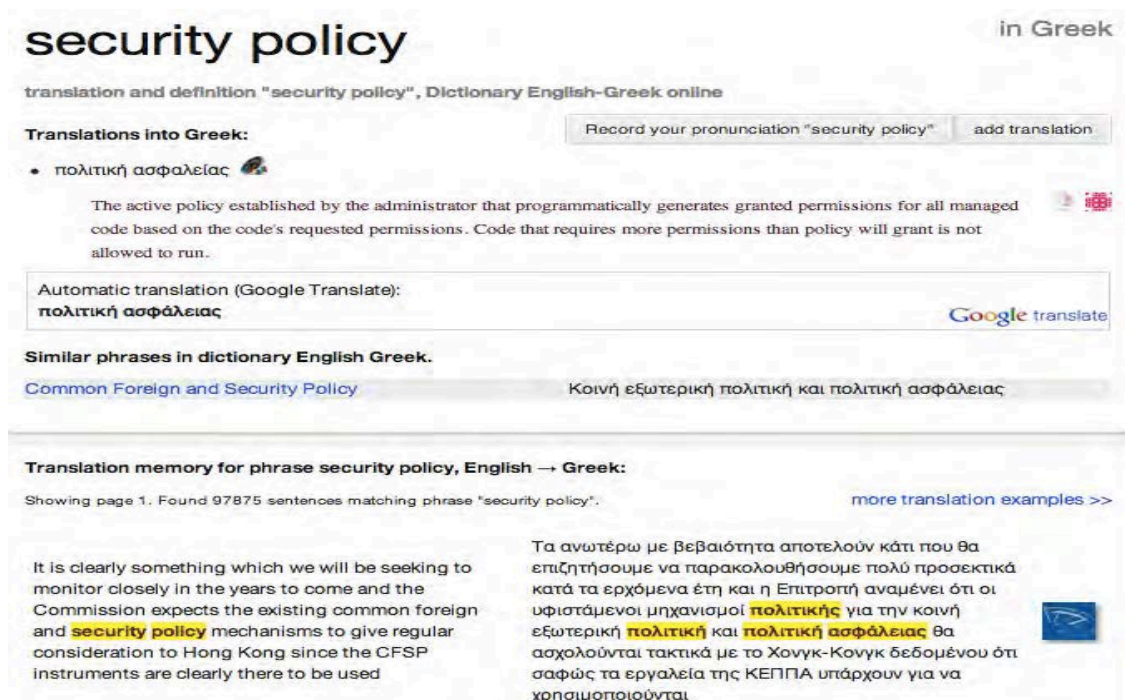 security policy
in Greek
translation and definition "security policy", Dictionary English-Greek online
Translations into Greek:
Record your pronunciation "security policy"
add translation
• πολιτική ασφαλείας
The active policy established by the administrator that programmatically generates granted permissions for all managed
code based on the code's requested permissions. Code that requires more permissions than policy will grant is not
allowed to run.
Automatic translation (Google Translate):
πολιτική ασφάλειας
Google translate
Similar phrases in dictionary English Greek.
Common Foreign and Security Policy
Κοινή εξωτερική πολιτική και πολιτική ασφάλειας
Translation memory for phrase security policy, English → Greek:
Showing page 1. Found 97875 sentences matching phrase "security policy".
more translation examples >>
It is clearly something which we will be seeking to
monitor closely in the years to come and the
Commission expects the existing common foreign
and security policy mechanisms to give regular
consideration to Hong Kong since the CFSP
instruments are clearly there to be used
Τα ανωτέρω με βεβαιότητα αποτελούν κάτι που θα
επιζητήσουμε να παρακολουθήσουμε πολύ προσεκτικά
κατά τα ερχόμενα έτη και η Επιτροπή αναμένει ότι οι
υφιστάμενοι μηχανισμοί πολιτικής για την κοινή
εξωτερική πολιτική και πολιτική ασφάλειας θα
ασχολούνται τακτικά με το Χονγκ-Κονγκ δεδομένου ότι
σαφώς τα εργαλεία της ΚΕΠΠΑ υπάρχουν για να
χρησιμοποιούνται